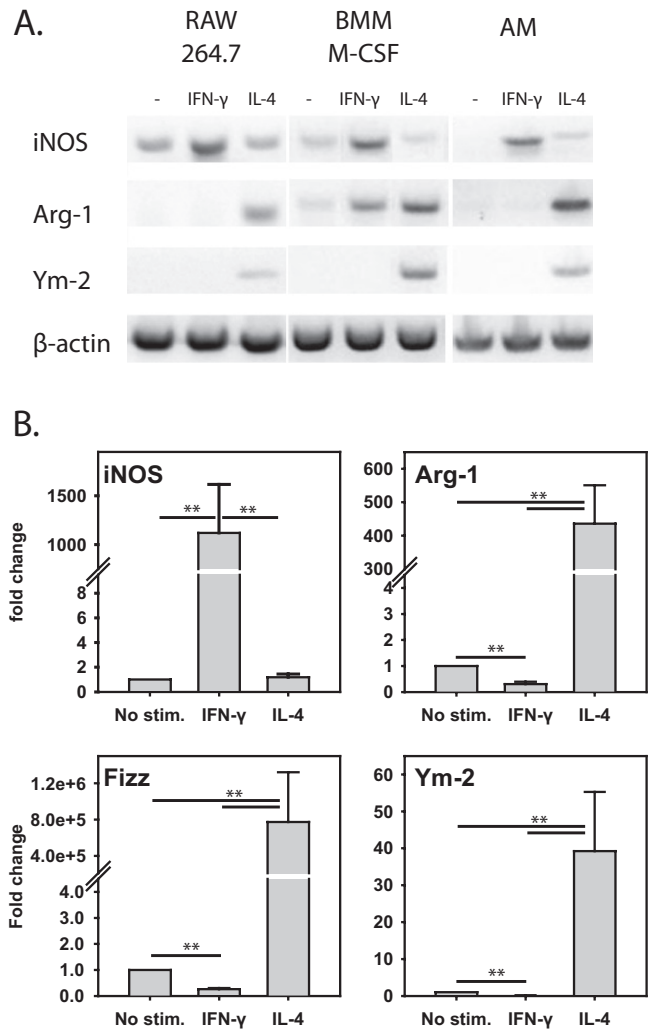 A.
RAW 264.7 BMM M-CSF AM
- IFN-γ IL-4 - IFN-γ IL-4 - IFN-γ IL-4
iNOS
Arg-1
Ym-2
β-actin
B.
iNOS
fold change
1500
1000
8
6
4
2
0
** **
No stim. IFN-γ IL-4
Arg-1
600
500
400
300
4
3
2
1
0
**
**
No stim. IFN-γ IL-4
Fizz
Fold change
1.2e+6
8.0e+5
4.0e+5
4.0
3.0
2.0
1.0
0.0
**
**
No stim. IFN-γ IL-4
Ym-2
60
50
40
30
20
10
0
**
**
No stim. IFN-γ IL-4